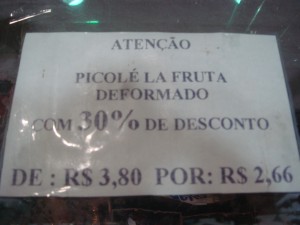 ATENÇÃO
PICOLÉ LA FRUTA
DEFORMADO
COM 30% DE DESCONTO
DE : R$ 3,80 POR: R$ 2,66